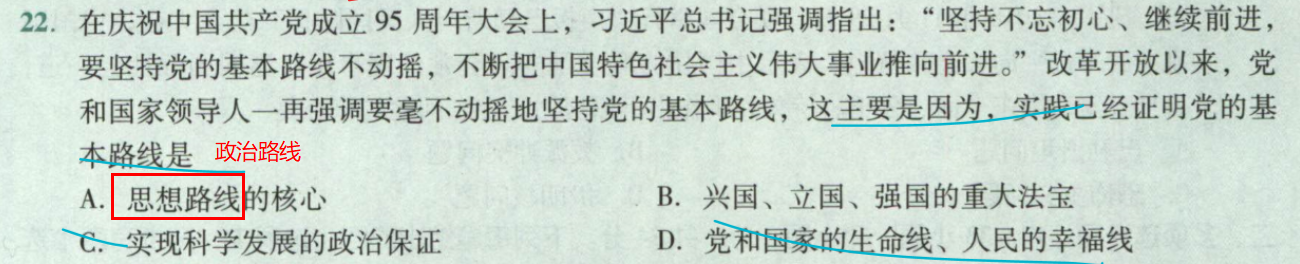 22. 在庆祝中国共产党成立 95 周年大会上，习近平总书记强调指出：“坚持不忘初心、继续前进，
要坚持党的基本路线不动摇，不断把中国特色社会主义伟大事业推向前进。”改革开放以来，党
和国家领导人一再强调要毫不动摇地坚持党的基本路线，这主要是因为，实践已经证明党的基
本路线是 政治路线
A. 思想路线的核心 B. 兴国、立国、强国的重大法宝
C. 实现科学发展的政治保证 D. 党和国家的生命线、人民的幸福线